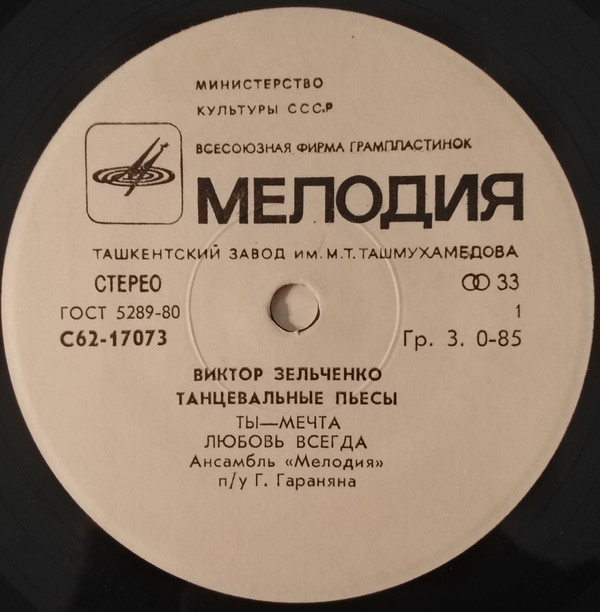 МИНИСТЕРСТВО
КУЛЬТУРЫ СССР
ВСЕСОЮЗНАЯ ФИРМА ГРАМПЛАСТИНОК
МЕЛОДИЯ
ТАШКЕНТСКИЙ ЗАВОД ИМ. М.Т. ТАШМУХАМЕДОВА
СТЕРЕО 33
ГОСТ 5289-80 1
С62-17073 Гр. 3. 0-85
ВИКТОР ЗЕЛЬЧЕНКО
ТАНЦЕВАЛЬНЫЕ ПЬЕСЫ
ТЫ—МЕЧТА
ЛЮБОВЬ ВСЕГДА
Ансамбль «Мелодия»
п/у Г. Гараняна